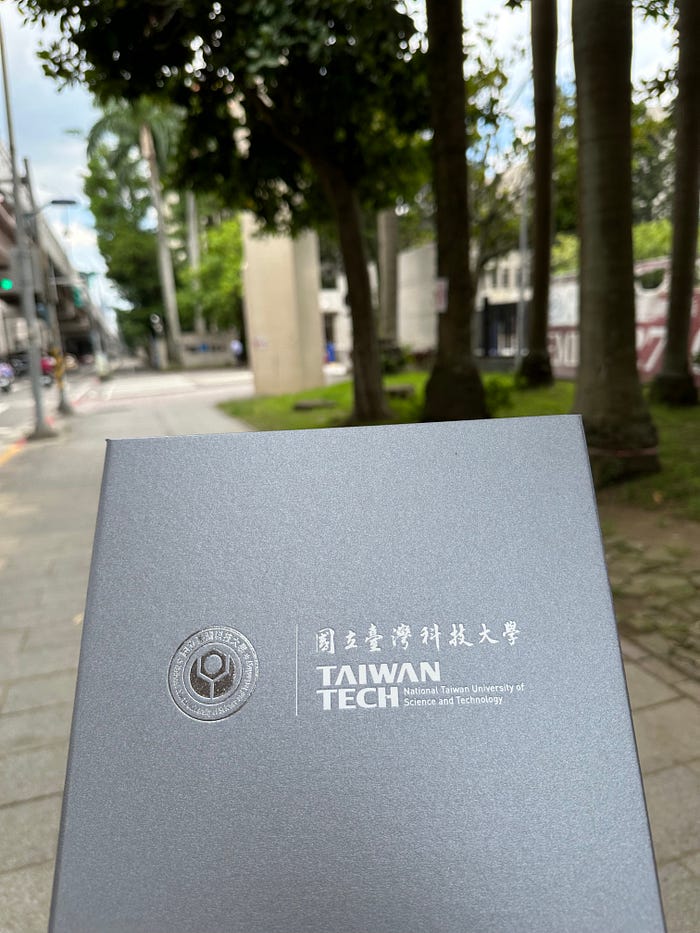 國立臺灣科技大學
TAIWAN
TECH
National Taiwan University of
Science and Technology